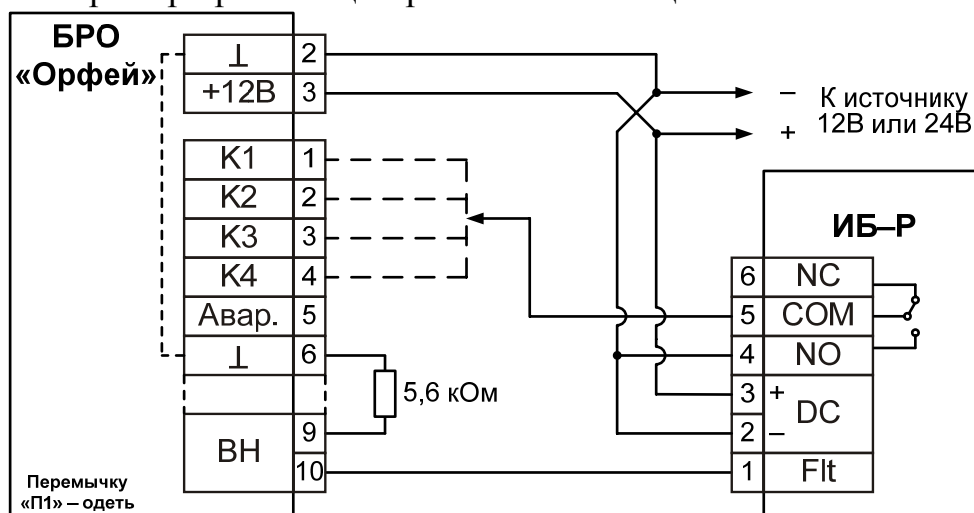 БРО
«Орфей»
⊥ 2
+12В 3
К1 1
К2 2
К3 3
К4 4
Авар. 5
⊥ 6
ВН 9
10
5,6 кОм
Перемычку
«П1» – одеть
– К источнику
+ 12В или 24В
ИБ–Р
6 NC
5 COM
4 NO
3 + DC
2 –
1 Flt